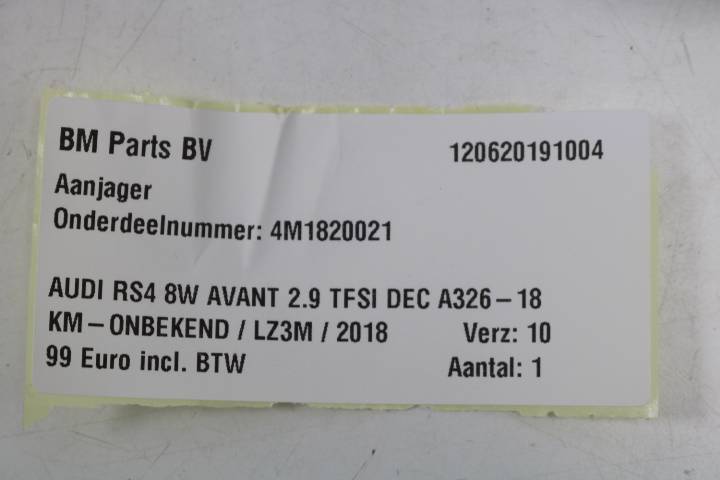 BM Parts BV 120620191004
Aanjager
Onderdeelnummer: 4M1820021
AUDI RS4 8W AVANT 2.9 TFSI DEC A326-18
KM-ONBEKEND / LZ3M / 2018 Verz: 10
99 Euro incl. BTW Aantal: 1